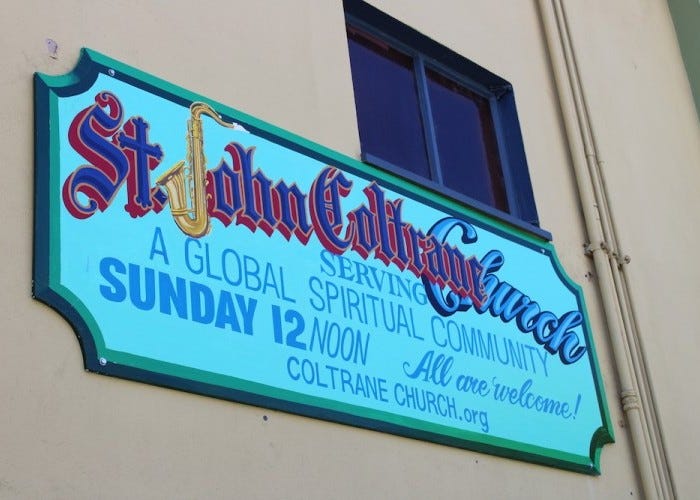 St. John Coltrane Church
SERVING
A GLOBAL SPIRITUAL COMMUNITY
SUNDAY 12 NOON
All are welcome!
COLTRANE CHURCH.org